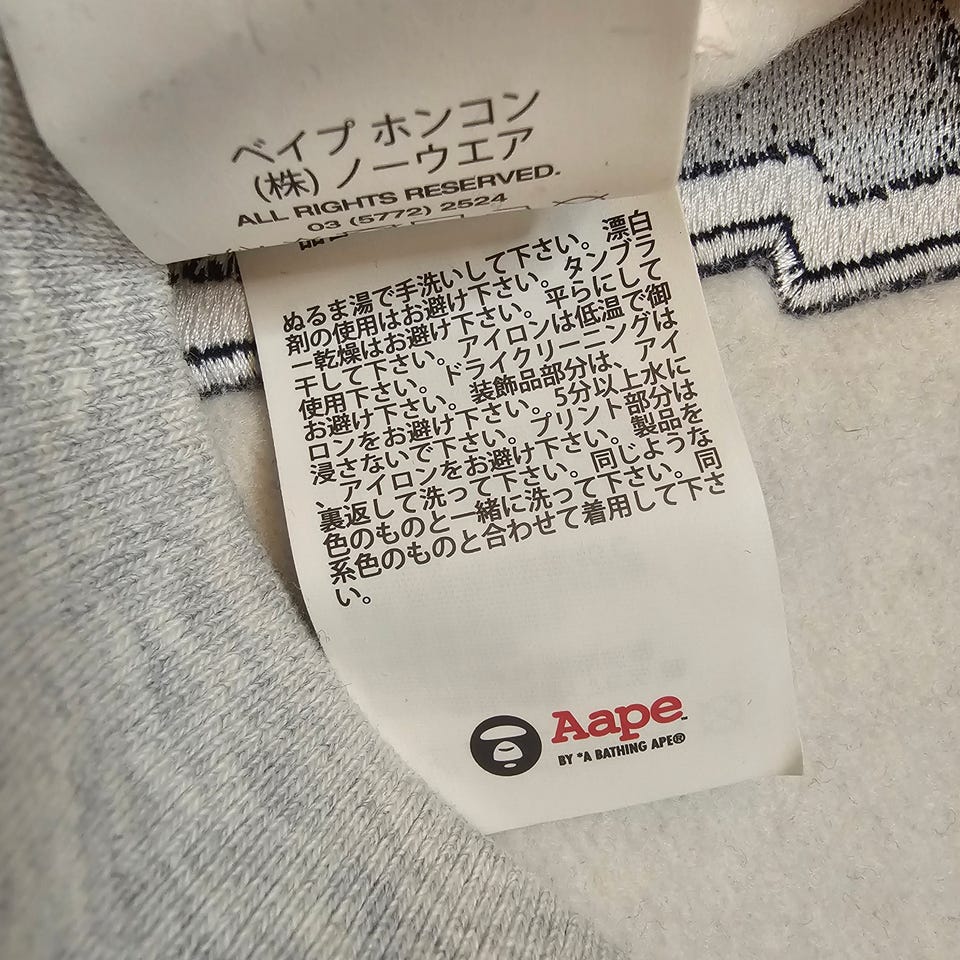 ベイプ ホンコン
(株) ノーウエア
ALL RIGHTS RESERVED.
03 (5772) 2524
ぬるま湯で手洗いして下さい。漂白
剤の使用はお避け下さい。タンブラ
ー乾燥はお避け下さい。平らにして
干して下さい。アイロンは低温で御
使用下さい。ドライクリーニングは
お避け下さい。装飾品部分は、アイ
ロンをお避け下さい。5分以上水に
浸さないで下さい。プリント部分は
、アイロンをお避け下さい。製品を
裏返して洗って下さい。同じような
色のものと一緒に洗って下さい。同
系色のものと合わせて着用して下さ
い。
Aape™
BY *A BATHING APE®